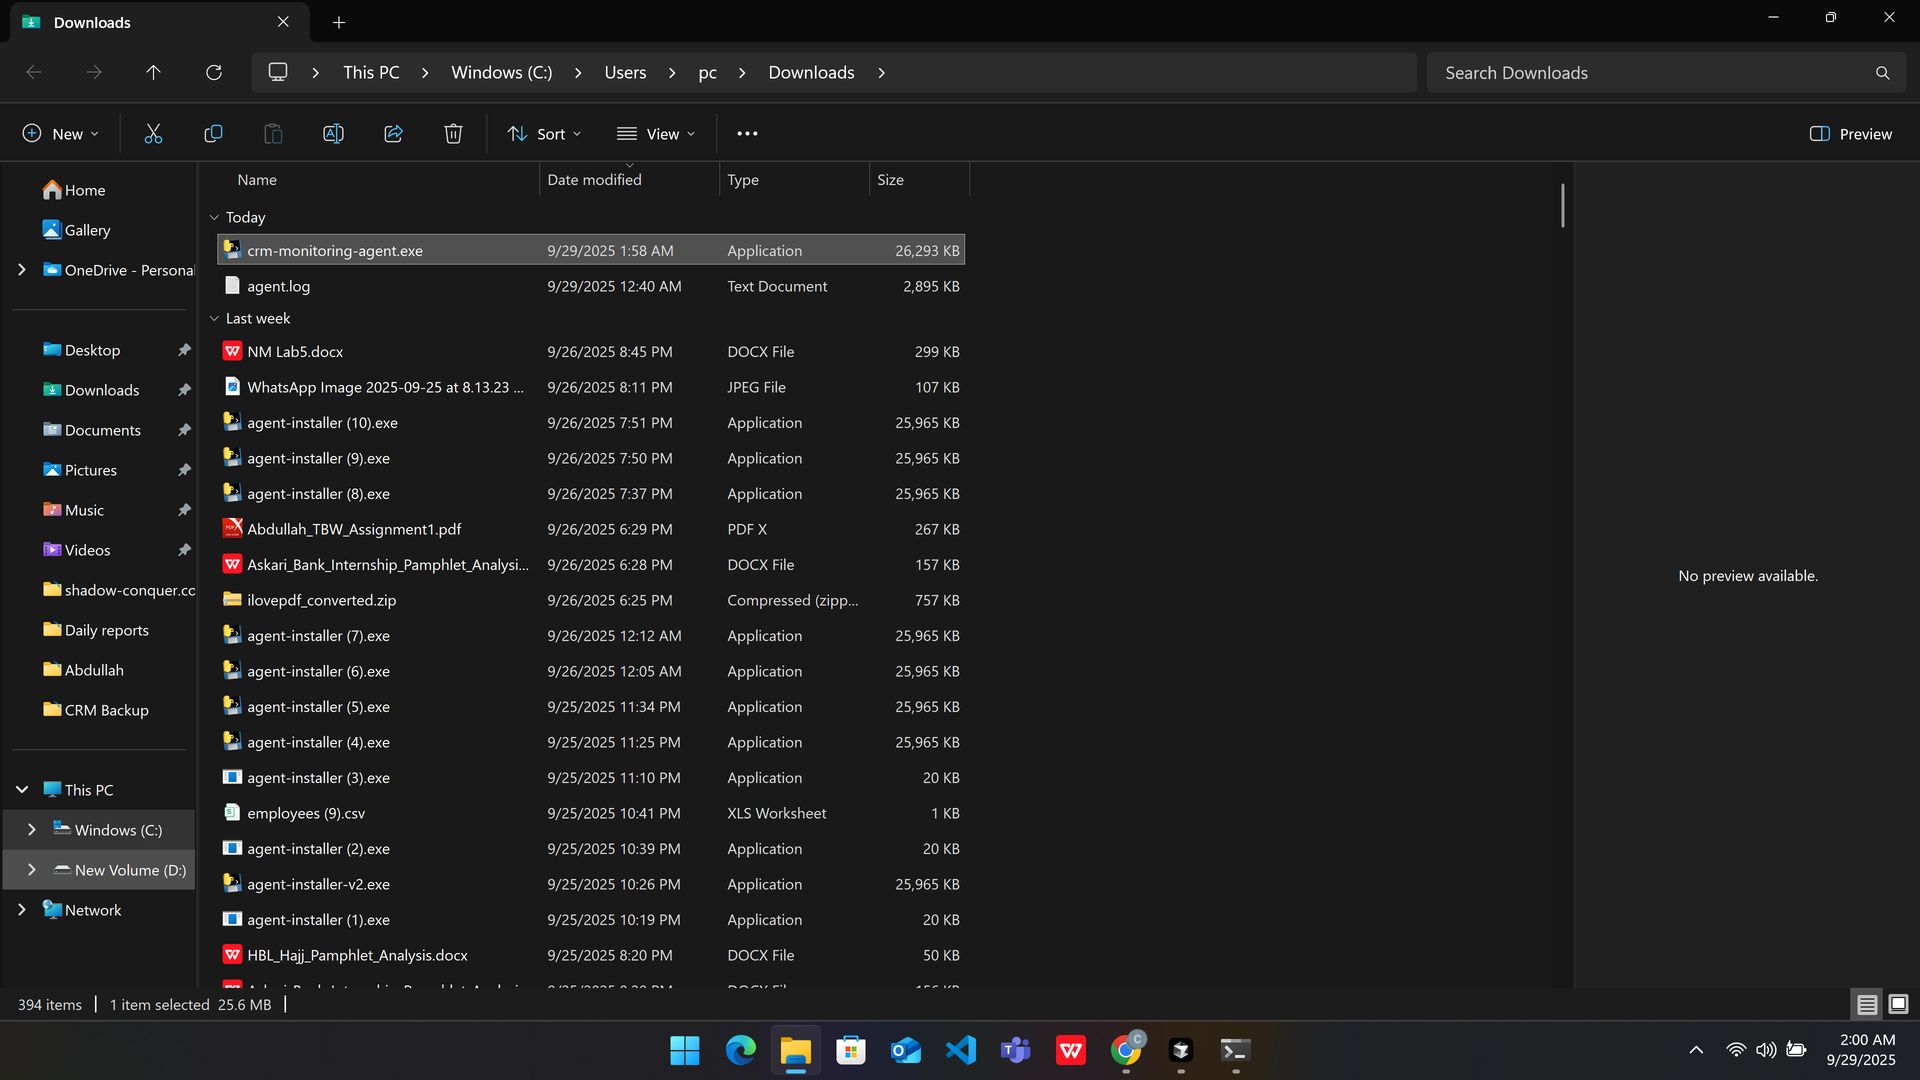 Downloads
This PC
Windows (C:)
Users
pc
Downloads
Search Downloads
New
Sort
View
Preview
Name
Date modified
Type
Size
Home
Gallery
OneDrive - Personal
Desktop
Downloads
Documents
Pictures
Music
Videos
shadow-conquer.co
Daily reports
Abdullah
CRM Backup
This PC
Windows (C:)
New Volume (D:)
Network
Today
crm-monitoring-agent.exe 9/29/2025 1:58 AM Application 26,293 KB
agent.log 9/29/2025 12:40 AM Text Document 2,895 KB
Last week
NM Lab5.docx 9/26/2025 8:45 PM DOCX File 299 KB
WhatsApp Image 2025-09-25 at 8.13.23 ... 9/26/2025 8:11 PM JPEG File 107 KB
agent-installer (10).exe 9/26/2025 7:51 PM Application 25,965 KB
agent-installer (9).exe 9/26/2025 7:50 PM Application 25,965 KB
agent-installer (8).exe 9/26/2025 7:37 PM Application 25,965 KB
Abdullah_TBW_Assignment1.pdf 9/26/2025 6:29 PM PDF X 267 KB
Askari_Bank_Internship_Pamphlet_Analysi... 9/26/2025 6:28 PM DOCX File 157 KB
ilovepdf_converted.zip 9/26/2025 6:25 PM Compressed (zipp... 757 KB
agent-installer (7).exe 9/26/2025 12:12 AM Application 25,965 KB
agent-installer (6).exe 9/26/2025 12:05 AM Application 25,965 KB
agent-installer (5).exe 9/25/2025 11:34 PM Application 25,965 KB
agent-installer (4).exe 9/25/2025 11:25 PM Application 25,965 KB
agent-installer (3).exe 9/25/2025 11:10 PM Application 20 KB
employees (9).csv 9/25/2025 10:41 PM XLS Worksheet 1 KB
agent-installer (2).exe 9/25/2025 10:39 PM Application 20 KB
agent-installer-v2.exe 9/25/2025 10:26 PM Application 25,965 KB
agent-installer (1).exe 9/25/2025 10:19 PM Application 20 KB
HBL_Hajj_Pamphlet_Analysis.docx 9/25/2025 8:20 PM DOCX File 50 KB
No preview available.
394 items
1 item selected 25.6 MB
2:00 AM
9/29/2025